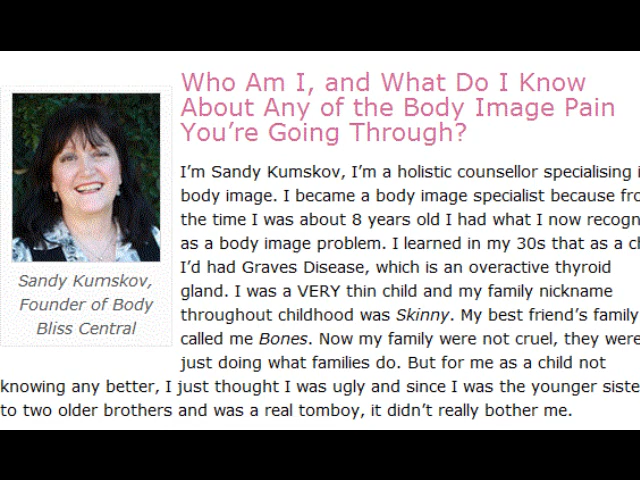 Who Am I, and What Do I Know
About Any of the Body Image Pain
You're Going Through?
I'm Sandy Kumskov, I'm a holistic counsellor specialising
body image. I became a body image specialist because
the time I was about 8 years old I had what I now
as a body image problem. I learned in my 30s that as a
I'd had Graves Disease, which is an overactive thyroid
gland. I was a VERY thin child and my family nickname
throughout childhood was Skinny. My best friend's family
called me Bones. Now my family were not cruel, they were
just doing what families do. But for me as a child not
knowing any better, I just thought I was ugly and since I was the younger
to two older brothers and was a real tomboy, it didn't really bother me.
Sandy Kumskov,
Founder of Body
Bliss Central